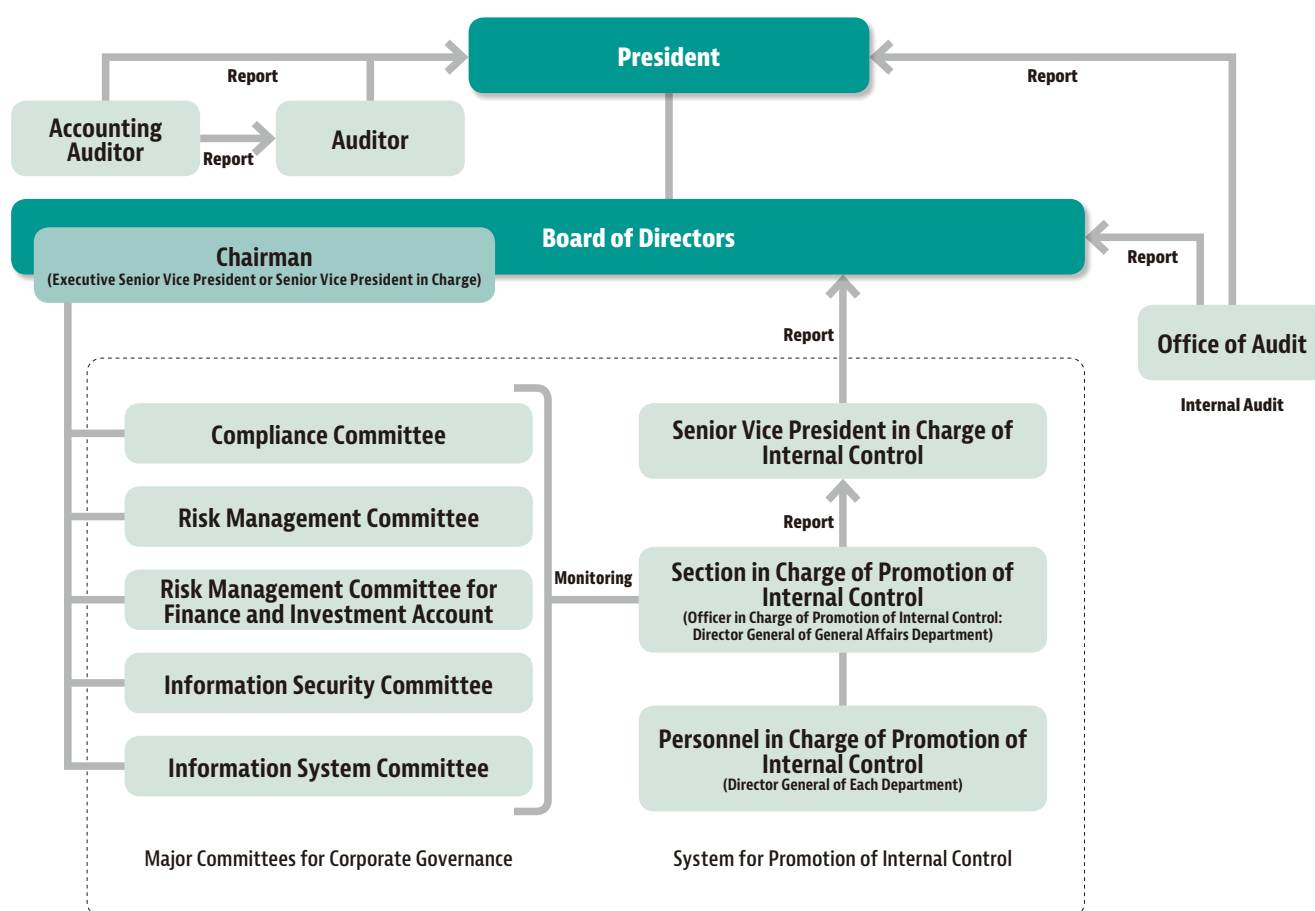 President
Report
Report
Accounting
Auditor
Report
Auditor
Board of Directors
Chairman
(Executive Senior Vice President or Senior Vice President in Charge)
Report
Office of Audit
Internal Audit
Report
Compliance Committee
Risk Management Committee
Risk Management Committee for
Finance and Investment Account
Information Security Committee
Information System Committee
Major Committees for Corporate Governance
Monitoring
Senior Vice President in Charge of
Internal Control
Report
Section in Charge of Promotion of
Internal Control
(Officer in Charge of Promotion of Internal Control:
Director General of General Affairs Department)
Personnel in Charge of Promotion of
Internal Control
(Director General of Each Department)
System for Promotion of Internal Control